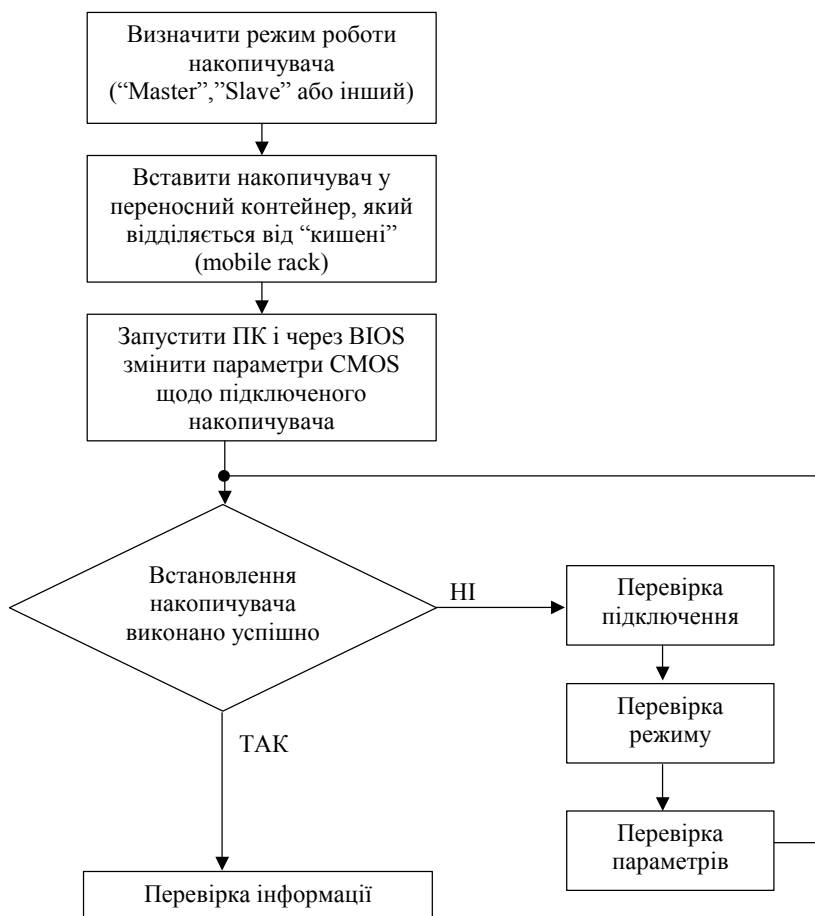 Визначити режим роботи
накопичувача
(“Master”,”Slave” або інший)
Вставити накопичувач у
переносний контейнер, який
відділяється від “кишені”
(mobile rack)
Запустити ПК і через BIOS
змінити параметри CMOS
щодо підключеного
накопичувача
Встановлення
накопичувача
виконано успішно
НІ
Перевірка
підключення
Перевірка
режиму
Перевірка
параметрів
ТАК
Перевірка інформації